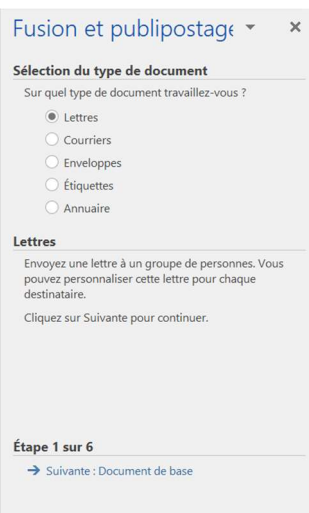 Fusion et publipostage
Sélection du type de document
Sur quel type de document travaillez-vous ?
Lettres
Courriers
Enveloppes
Étiquettes
Annuaire
Lettres
Envoyez une lettre à un groupe de personnes. Vous
pouvez personnaliser cette lettre pour chaque
destinataire.
Cliquez sur Suivante pour continuer.
Étape 1 sur 6
Suivante : Document de base